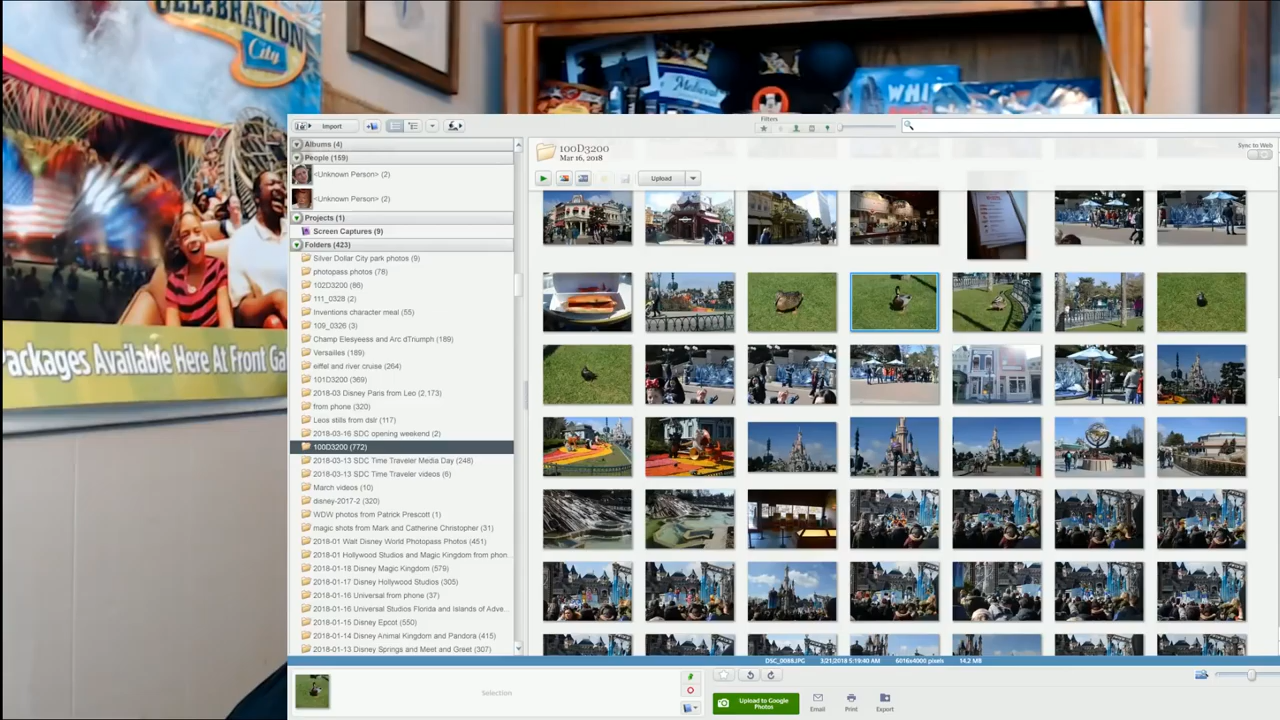 CELEBRATION
City
ackages Available Here At Front Ga
Medieval
WHI
Import
Filters
Albums (4)
People (159)
<Unknown Person> (2)
<Unknown Person> (2)
Projects (1)
Screen Captures (9)
Folders (423)
Silver Dollar City park photos (9)
photopass photos (78)
102D3200 (86)
111_0328 (2)
Inventions character meal (55)
109_0326 (3)
Champ Elesyeess and Arc dTriumph (189)
Versailles (189)
eiffel and river cruise (264)
101D3200 (369)
2018-03 Disney Paris from Leo (2,173)
from phone (320)
Leos stills from dslr (117)
2018-03-16 SDC opening weekend (2)
100D3200 (772)
2018-03-13 SDC Time Traveler Media Day (246)
2018-03-13 SDC Time Traveler videos (6)
March videos (10)
disney-2017-2 (320)
WDW photos from Patrick Prescott (1)
magic shots from Mark and Catherine Christopher (31)
2018-01 Walt Disney World Photopass Photos (451)
2018-01 Hollywood Studios and Magic Kingdom from phon...
2018-01-18 Disney Magic Kingdom (579)
2018-01-17 Disney Hollywood Studios (305)
2018-01-16 Universal from phone (37)
2018-01-16 Universal Studios Florida and Islands of Adve...
2018-01-15 Disney Epcot (550)
2018-01-14 Disney Animal Kingdom and Pandora (415)
2018-01-13 Disney Springs and Meet and Greet (307)
100D3200
Mar 16, 2018
Sync to Web
Upload
DSC_0088.JPG 3/21/2018 5:19:40 AM 6016x4000 pixels 14.2 MB
Selection
Upload to Google
Photos
Email
Print
Export